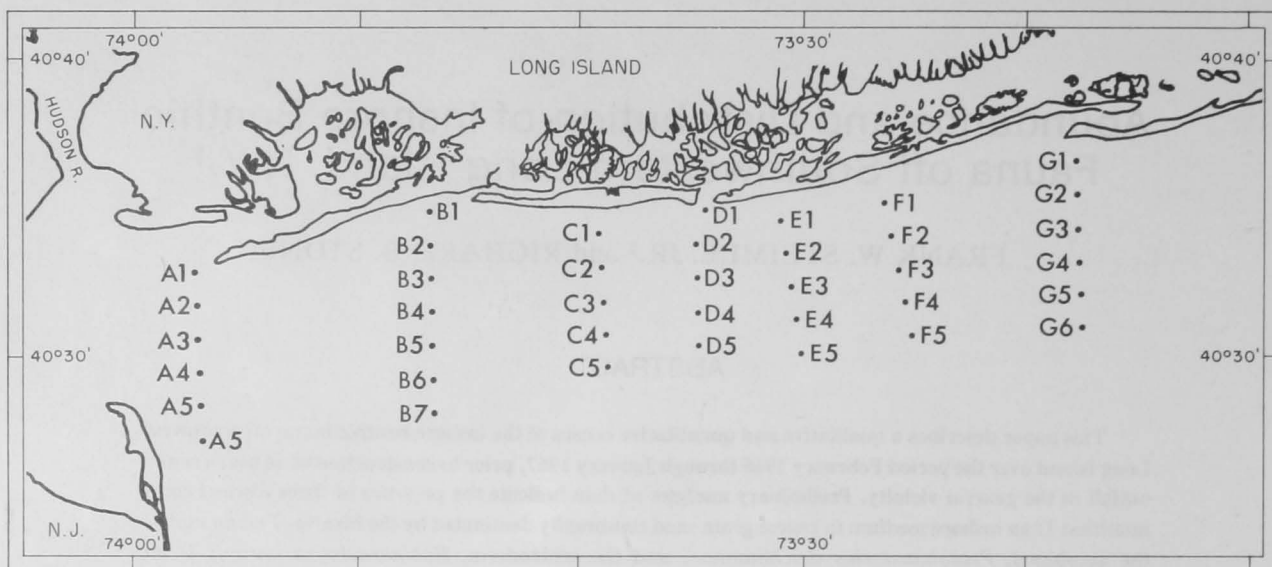 74°00'
73°30'
40°40'
LONG ISLAND
40°40'
HUDSON R.
N.Y.
G1
G2
F1
B1
D1
E1
C1
F2
G3
B2
D2
E2
A1
C2
F3
G4
B3
D3
E3
A2
C3
F4
G5
B4
D4
E4
G6
A3
C4
F5
B5
D5
E5
40°30'
40°30'
A4
C5
B6
A5
B7
A5
N.J.
74°00'
73°30'